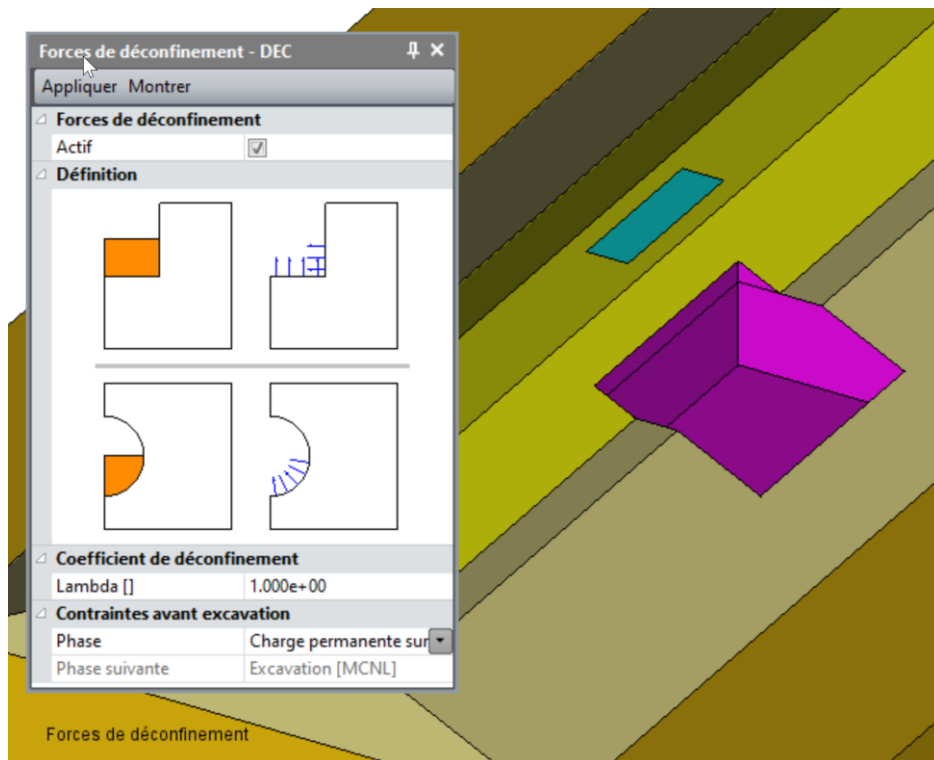 Forces de déconfinement - DEC
Appliquer Montrer
Forces de déconfinement
Actif
Définition
Coefficient de déconfinement
Lambda [] 1.000e+00
Contraintes avant excavation
Phase Charge permanente sur
Phase suivante Excavation [MCNL]
Forces de déconfinement